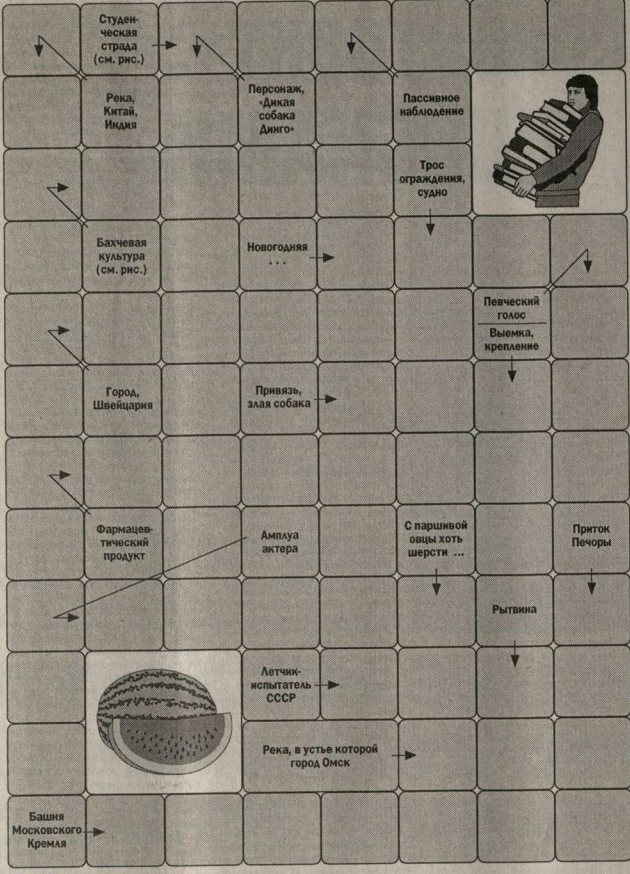 Студен-
ческая
страда
(см. рис.)
Река,
Китай,
Индия
Персонаж,
«Дикая
собака
Динго»
Пассивное
наблюдение
Трос
ограждения,
судно
Бахчевая
культура
(см. рис.)
Новогодняя
...
Певческий
голос
Выемка,
крепление
Город,
Швейцария
Привязь,
злая собака
Фармацев-
тический
продукт
Амплуа
актера
С паршивой
овцы хоть
шерсти ...
Приток
Печоры
Рытвина
Летчик-
испытатель
СССР
Река, в устье которой
город Омск
Башня
Московского
Кремля